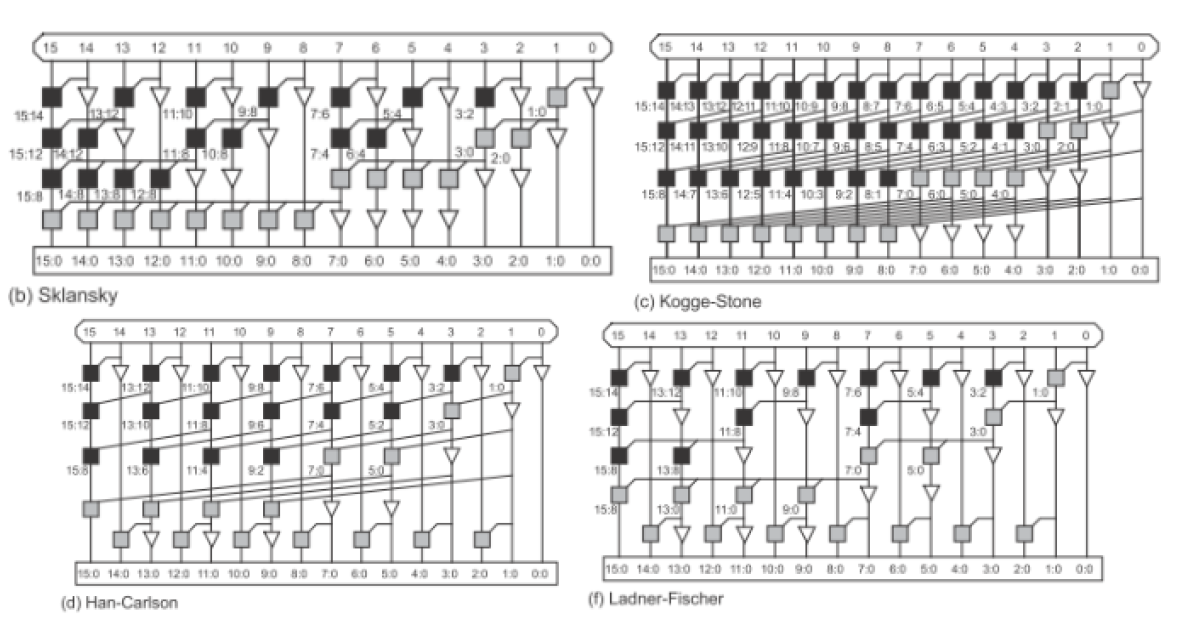 15 14 13 12 11 10 9 8 7 6 5 4 3 2 1 0
15:14 13:12 11:10 9:8 7:6 5:4 3:2 1:0
15:12 14:12 11:8 10:8 7:4 6:4 3:0 2:0
15:8 14:8 13:8 12:8
15:0 14:0 13:0 12:0 11:0 10:0 9:0 8:0 7:0 6:0 5:0 4:0 3:0 2:0 1:0 0:0
(b) Sklansky
15 14 13 12 11 10 9 8 7 6 5 4 3 2 1 0
15:14 14:13 13:12 12:11 11:10 10:9 9:8 8:7 7:6 6:5 5:4 4:3 3:2 2:1 1:0
15:12 14:11 13:10 12:9 11:8 10:7 9:6 8:5 7:4 6:3 5:2 4:1 3:0 2:0
15:8 14:7 13:6 12:5 11:4 10:3 9:2 8:1 7:0 6:0 5:0 4:0
15:0 14:0 13:0 12:0 11:0 10:0 9:0 8:0 7:0 6:0 5:0 4:0 3:0 2:0 1:0 0:0
(c) Kogge-Stone
15 14 13 12 11 10 9 8 7 6 5 4 3 2 1 0
15:14 13:12 11:10 9:8 7:6 5:4 3:2 1:0
15:12 13:10 11:8 9:6 7:4 5:2 3:0
15:8 13:6 11:4 9:2 7:0 5:0
15:0 14:0 13:0 12:0 11:0 10:0 9:0 8:0 7:0 6:0 5:0 4:0 3:0 2:0 1:0 0:0
(d) Han-Carlson
15 14 13 12 11 10 9 8 7 6 5 4 3 2 1 0
15:14 13:12 11:10 9:8 7:6 5:4 3:2 1:0
15:12 11:8 7:4 3:0
15:8 13:8 7:0 5:0
15:8 13:0 11:0 9:0
15:0 14:0 13:0 12:0 11:0 10:0 9:0 8:0 7:0 6:0 5:0 4:0 3:0 2:0 1:0 0:0
(f) Ladner-Fischer